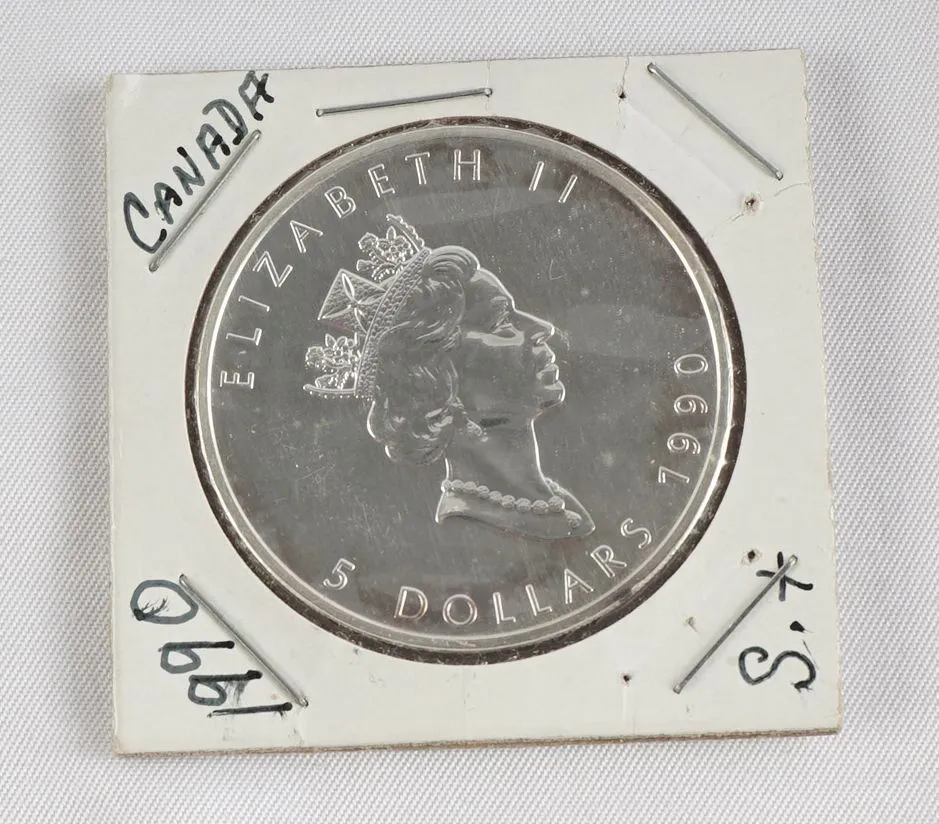 CANADA
ELIZABETH II
1990
5 DOLLARS
1990